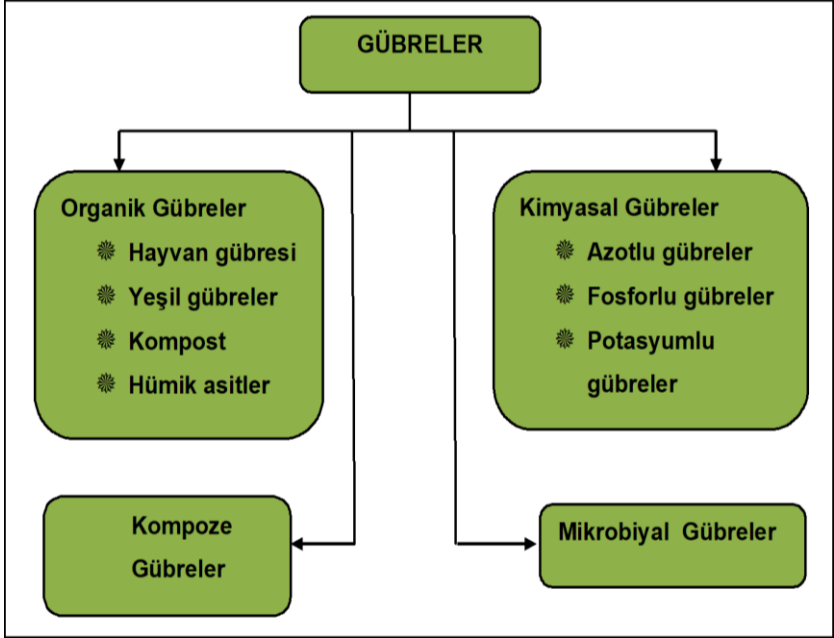 GÜBRELER
Organik Gübreler
Hayvan gübresi
Yeşil gübreler
Kompost
Hümik asitler
Kimyasal Gübreler
Azotlu gübreler
Fosforlu gübreler
Potasyumlu
gübreler
Kompoze
Gübreler
Mikrobiyal Gübreler